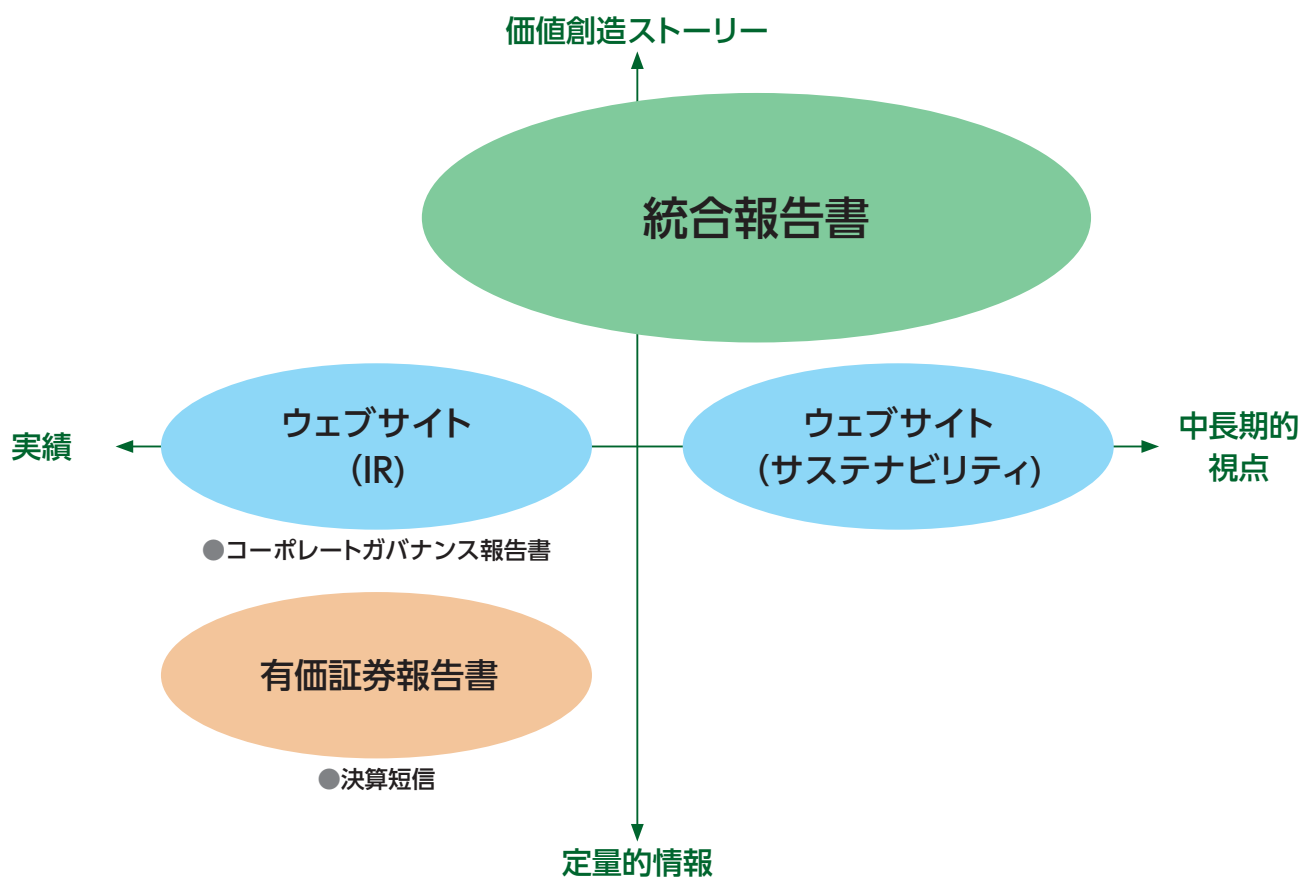 価値創造ストーリー
統合報告書
実績
ウェブサイト
(IR)
ウェブサイト
(サステナビリティ)
中長期的
視点
●コーポレートガバナンス報告書
有価証券報告書
●決算短信
定量的情報